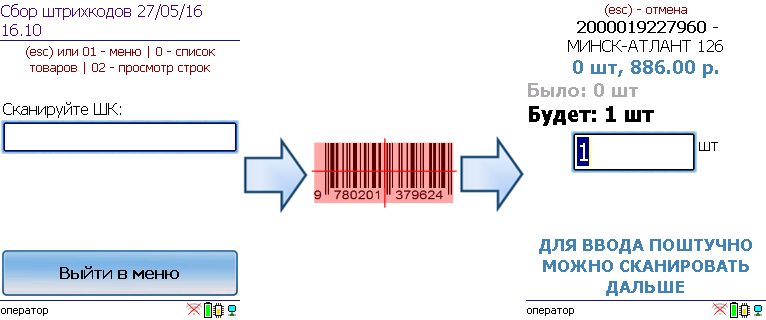 Сбор штрихкодов 27/05/16
16.10
(esc) или 01 - меню | 0 - список
товаров | 02 - просмотр строк
Сканируйте ШК:
Выйти в меню
оператор
9 780201 379624
(esc) - отмена
2000019227960 -
МИНСК-АТЛАНТ 126
0 шт, 886.00 р.
Было: 0 шт
Будет: 1 шт
1 шт
ДЛЯ ВВОДА ПОШТУЧНО
МОЖНО СКАНИРОВАТЬ
ДАЛЬШЕ
оператор